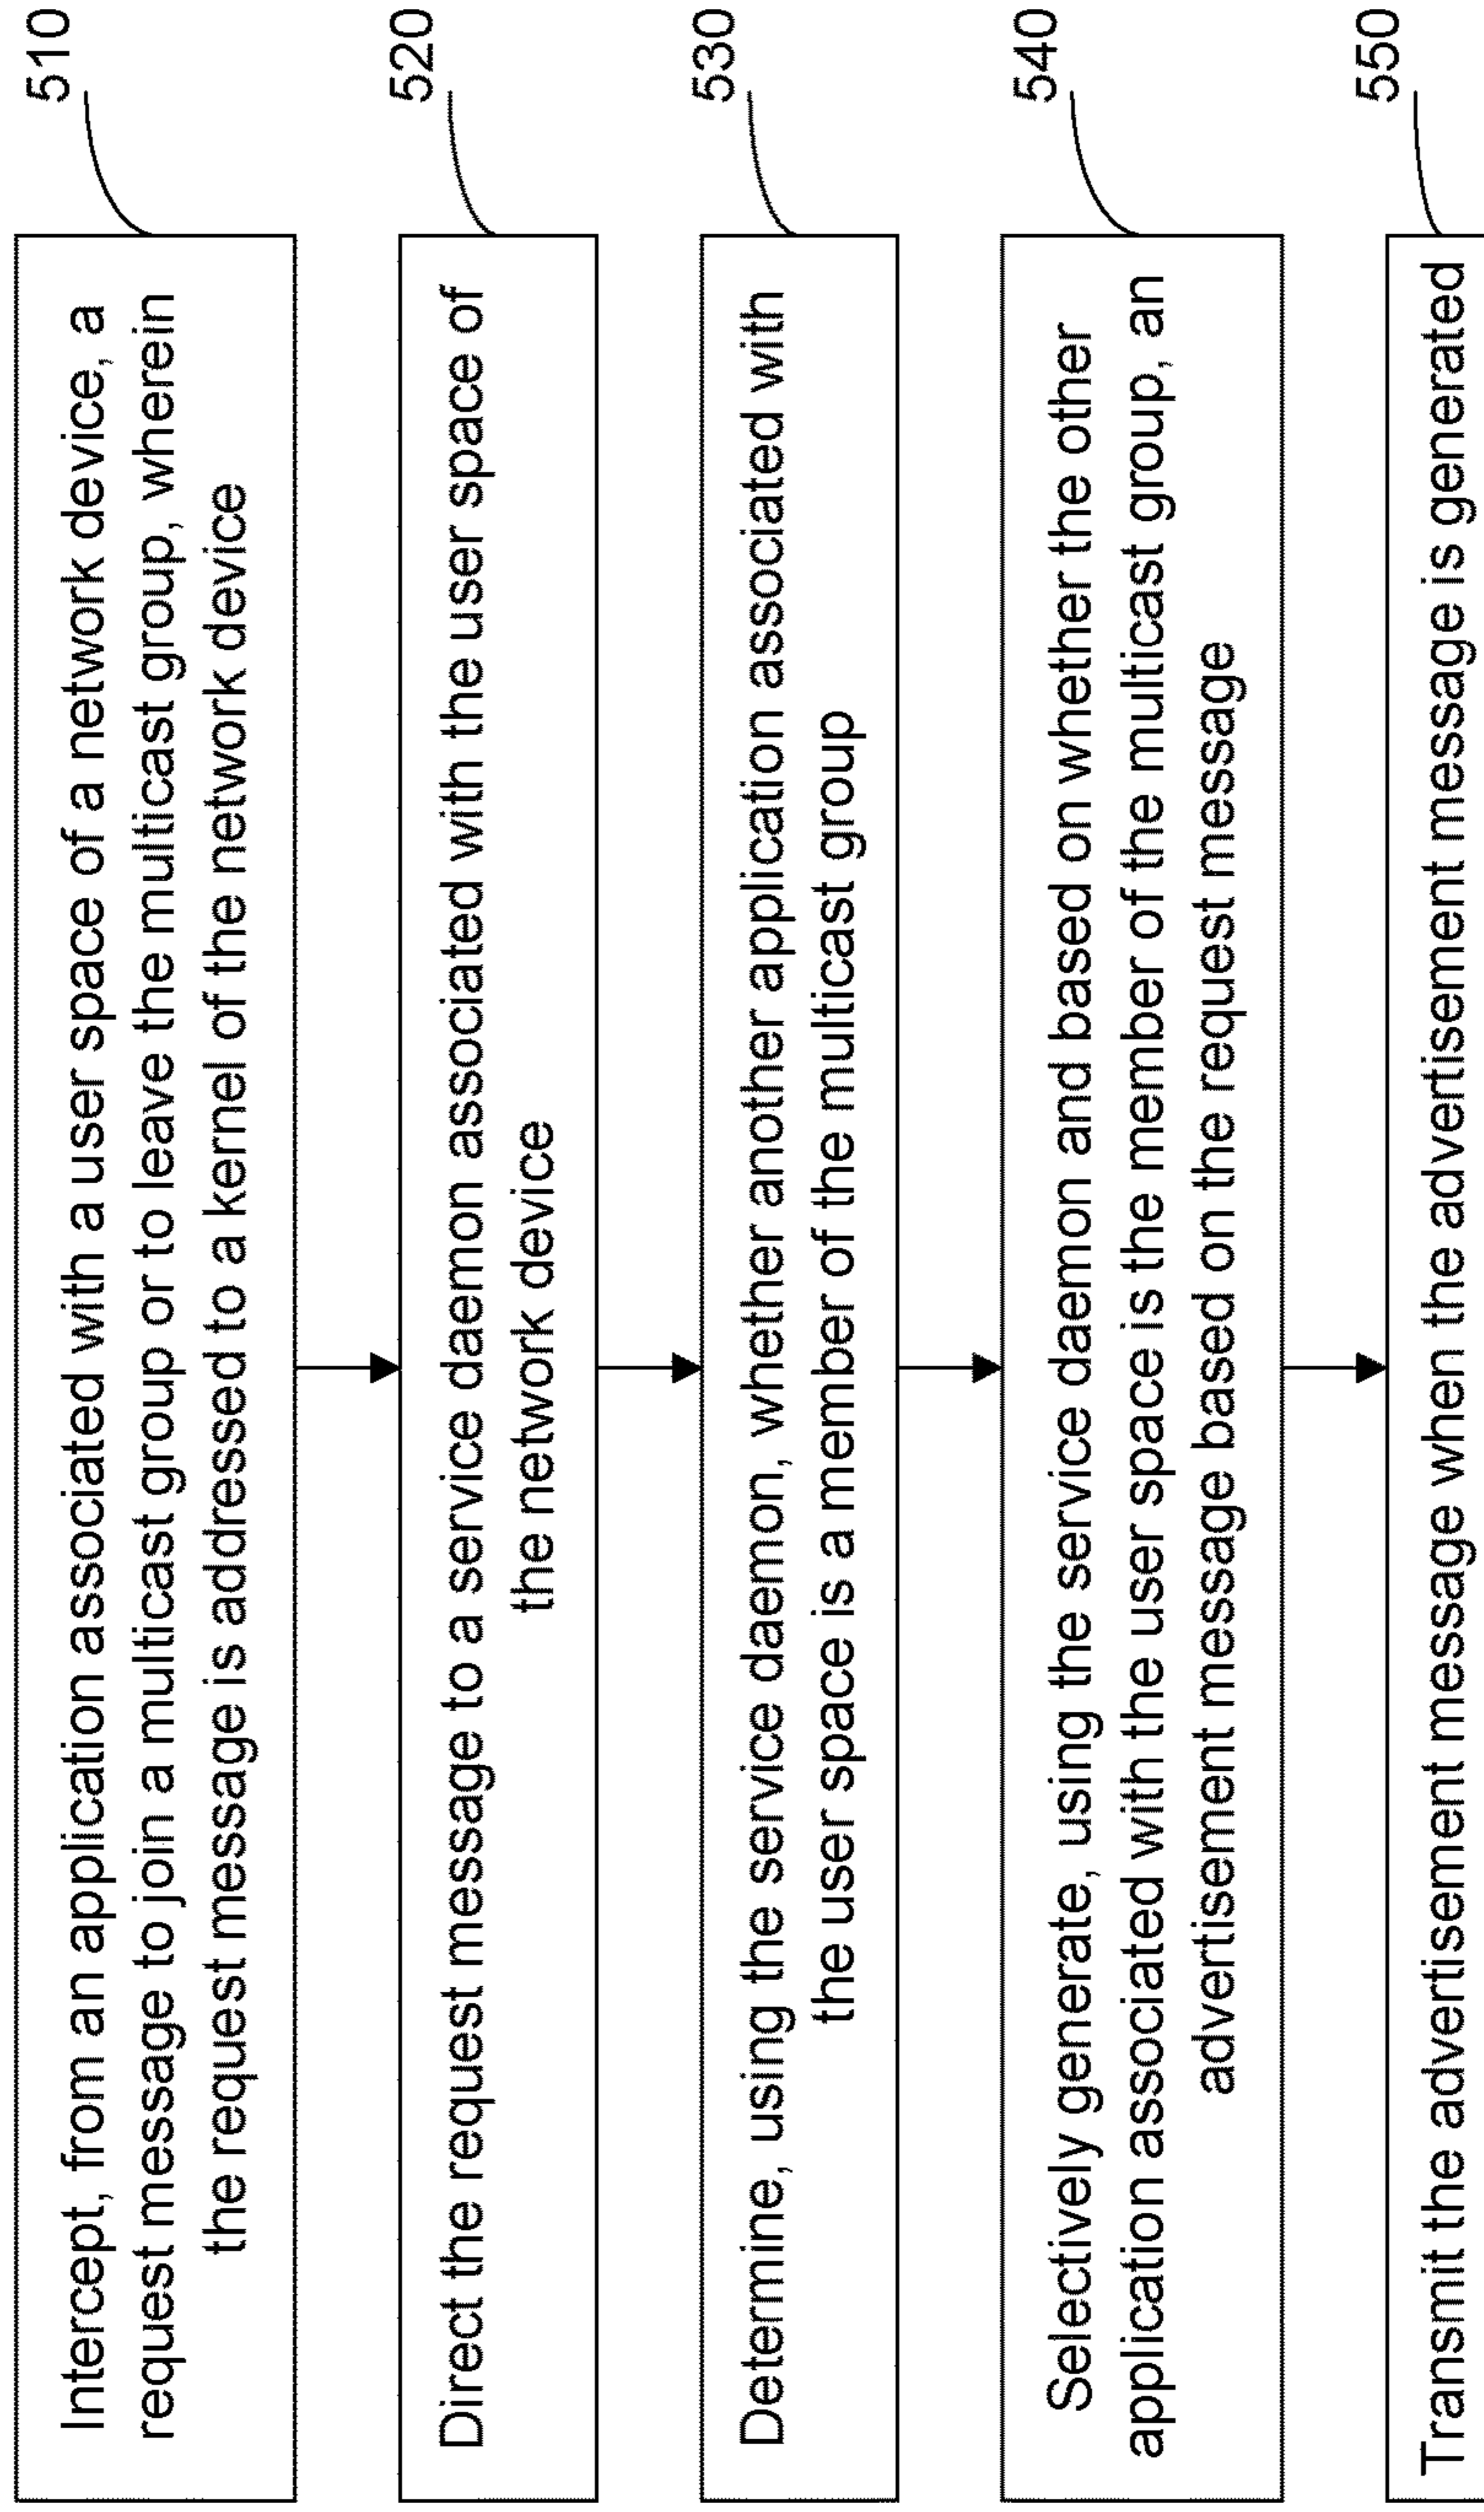 510
Intercept, from an application associated with a user space of a network device, a
request message to join a multicast group or to leave the multicast group, wherein
the request message is addressed to a kernel of the network device
520
Direct the request message to a service daemon associated with the user space of
the network device
530
Determine, using the service daemon, whether another application associated with
the user space is a member of the multicast group
540
Selectively generate, using the service daemon and based on whether the other
application associated with the user space is the member of the multicast group, an
advertisement message based on the request message
550
Transmit the advertisement message when the advertisement message is generated